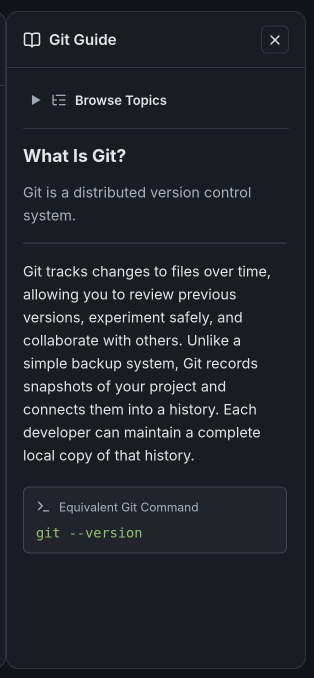 Git Guide
Browse Topics
What Is Git?
Git is a distributed version control
system.
Git tracks changes to files over time,
allowing you to review previous
versions, experiment safely, and
collaborate with others. Unlike a
simple backup system, Git records
snapshots of your project and
connects them into a history. Each
developer can maintain a complete
local copy of that history.
Equivalent Git Command
git --version